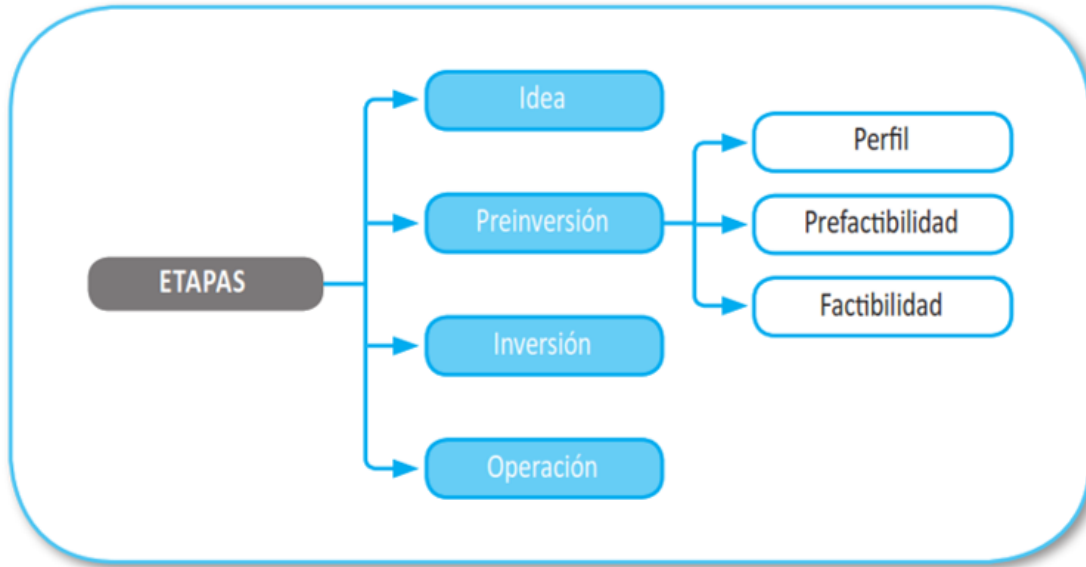 ETAPAS
Idea
Preinversión
Inversión
Operación
Perfil
Prefactibilidad
Factibilidad